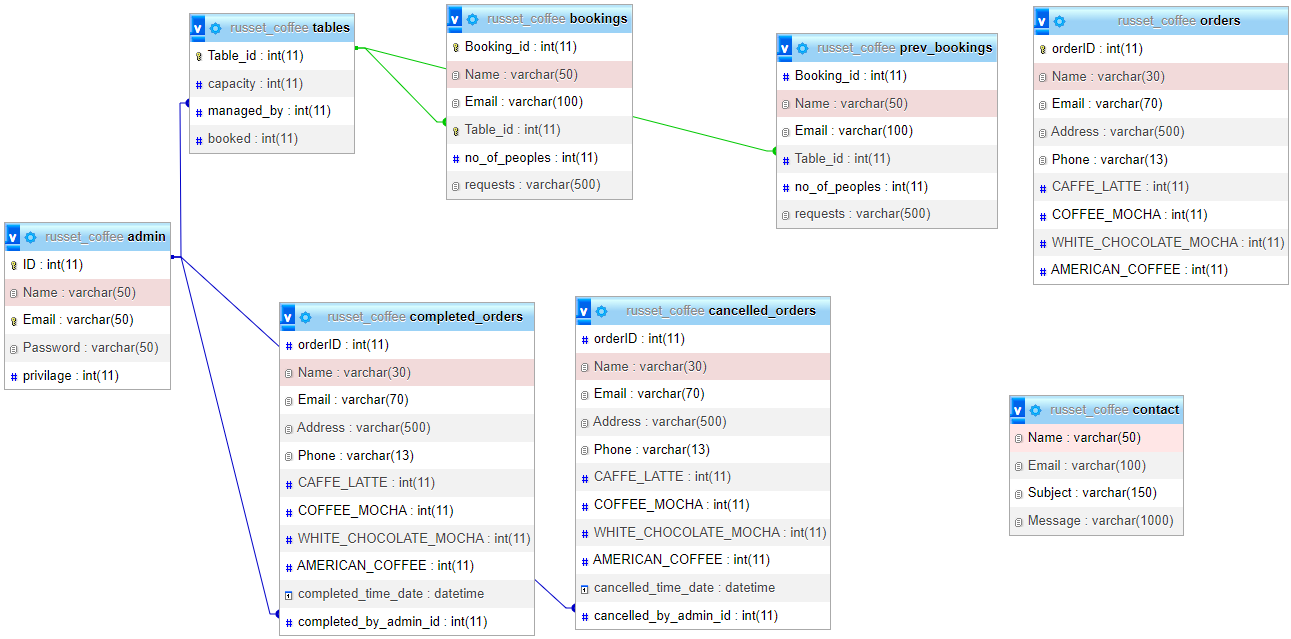 russet_coffee tables
Table_id : int(11)
capacity : int(11)
managed_by : int(11)
booked : int(11)
v russet_coffee bookings
Booking_id : int(11)
Name : varchar(50)
Email : varchar(100)
Table_id : int(11)
no_of_peoples : int(11)
requests : varchar(500)
v russet_coffee prev_bookings
# Booking_id : int(11)
Name : varchar(50)
Email : varchar(100)
# Table_id : int(11)
# no_of_peoples : int(11)
requests : varchar(500)
v russet_coffee orders
orderID : int(11)
Name : varchar(30)
Email : varchar(70)
Address : varchar(500)
Phone : varchar(13)
# CAFFE_LATTE : int(11)
# COFFEE_MOCHA : int(11)
# WHITE_CHOCOLATE_MOCHA : int(11)
# AMERICAN_COFFEE : int(11)
v russet_coffee admin
ID : int(11)
Name : varchar(50)
Email : varchar(50)
Password : varchar(50)
# privilage : int(11)
v russet_coffee completed_orders
# orderID : int(11)
Name : varchar(30)
Email : varchar(70)
Address : varchar(500)
Phone : varchar(13)
# CAFFE_LATTE : int(11)
# COFFEE_MOCHA : int(11)
# WHITE_CHOCOLATE_MOCHA : int(11)
# AMERICAN_COFFEE : int(11)
completed_time_date : datetime
# completed_by_admin_id : int(11)
v russet_coffee cancelled_orders
# orderID : int(11)
Name : varchar(30)
Email : varchar(70)
Address : varchar(500)
Phone : varchar(13)
# CAFFE_LATTE : int(11)
# COFFEE_MOCHA : int(11)
# WHITE_CHOCOLATE_MOCHA : int(11)
# AMERICAN_COFFEE : int(11)
cancelled_time_date : datetime
# cancelled_by_admin_id : int(11)
v russet_coffee contact
Name : varchar(50)
Email : varchar(100)
Subject : varchar(150)
Message : varchar(1000)